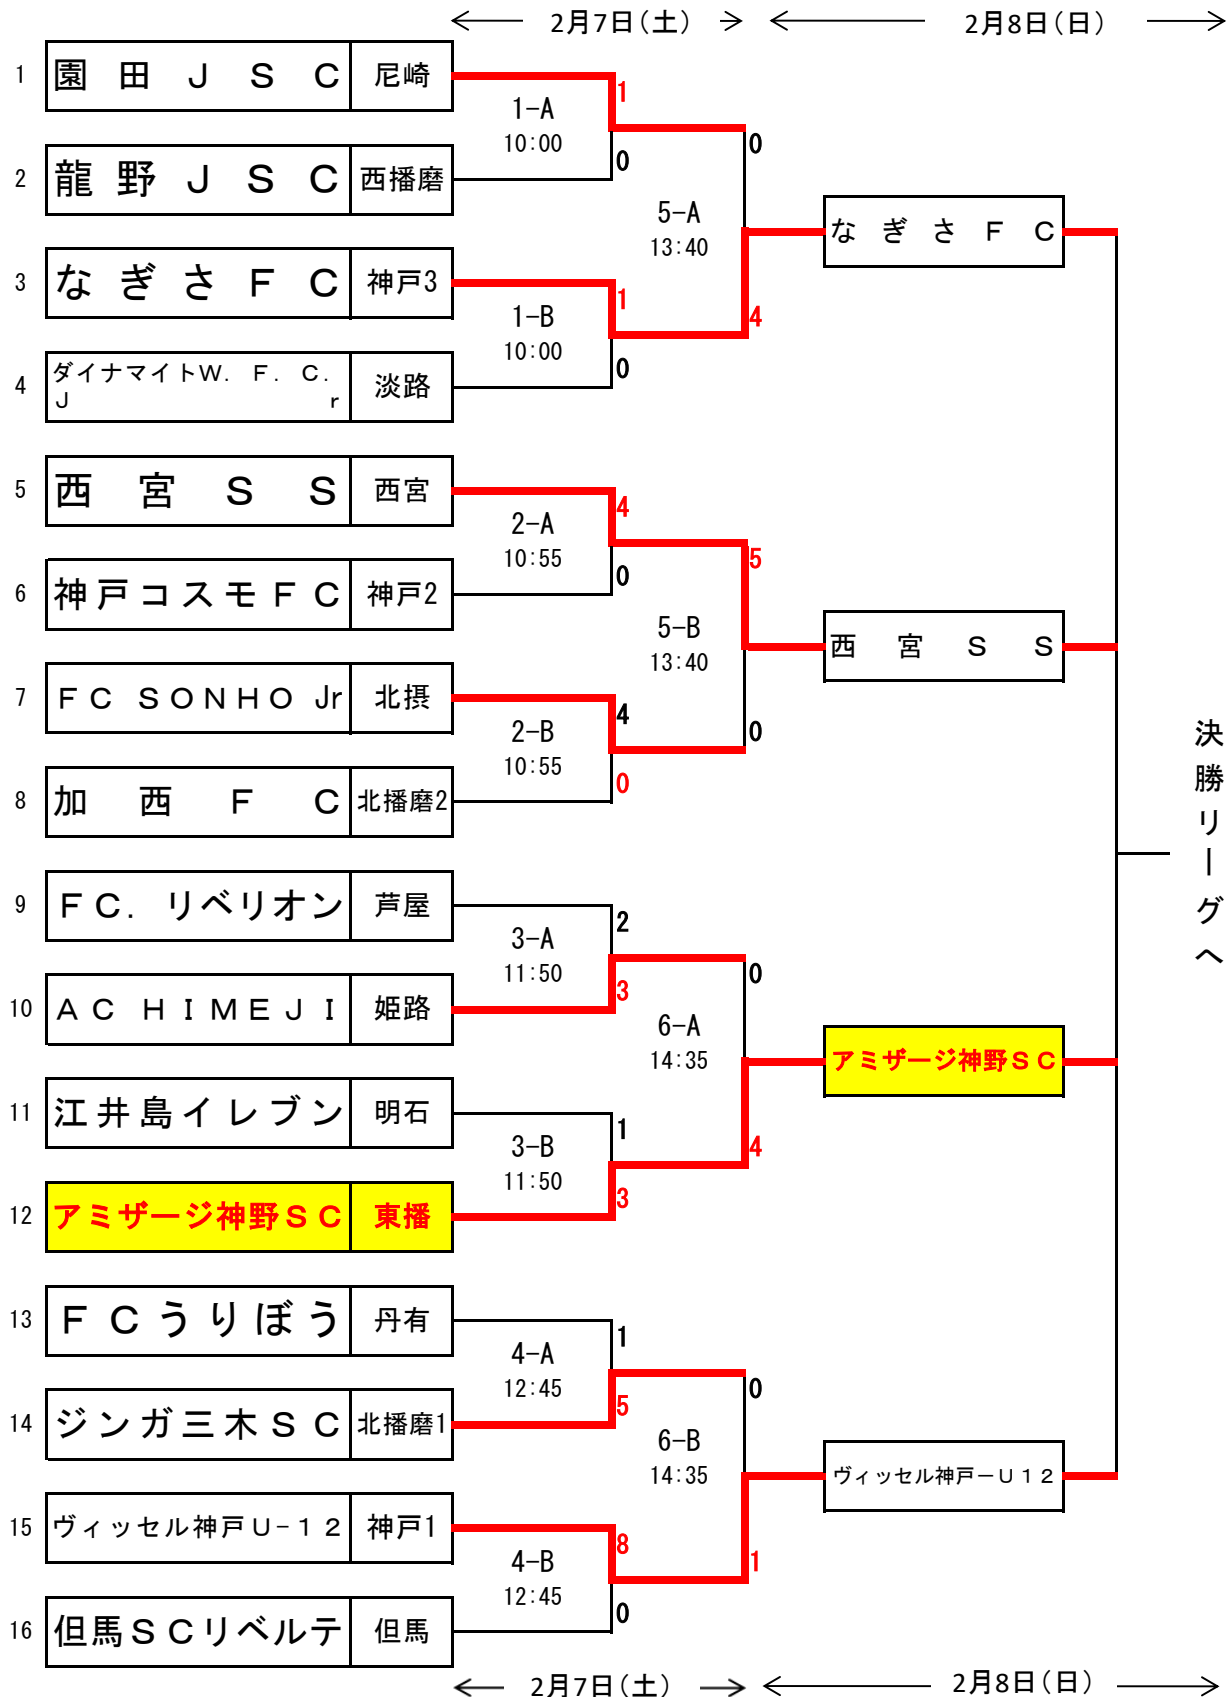 2月7日（土） 2月8日（日）
1 園田ＪＳＣ 尼崎
1
1-A
10:00
0
0
2 龍野ＪＳＣ 西播磨
5-A
13:40
なぎさＦＣ
3 なぎさＦＣ 神戸3
1
4
1-B
10:00
0
4 ダイナマイトＷ．Ｆ．Ｃ．
Ｊｒ 淡路
5 西宮ＳＳ 西宮
4
2-A
10:55
5
0
6 神戸コスモＦＣ 神戸2
5-B
13:40
西宮ＳＳ
7 ＦＣ ＳＯＮＨＯ Jr 北摂
4
0
2-B
10:55
0
8 加西ＦＣ 北播磨2
決勝リーグへ
9 ＦＣ．リベリオン 芦屋
2
3-A
11:50
0
3
10 ＡＣ ＨＩＭＥＪＩ 姫路
6-A
14:35
アミザージ神野ＳＣ
11 江井島イレブン 明石
1
4
3-B
11:50
3
12 アミザージ神野ＳＣ 東播
13 ＦＣうりぼう 丹有
1
4-A
12:45
0
5
14 ジンガ三木ＳＣ 北播磨1
6-B
14:35
ヴィッセル神戸－Ｕ１２
15 ヴィッセル神戸Ｕ－１２ 神戸1
8
1
4-B
12:45
0
16 但馬ＳＣリベルテ 但馬
2月7日（土） 2月8日（日）